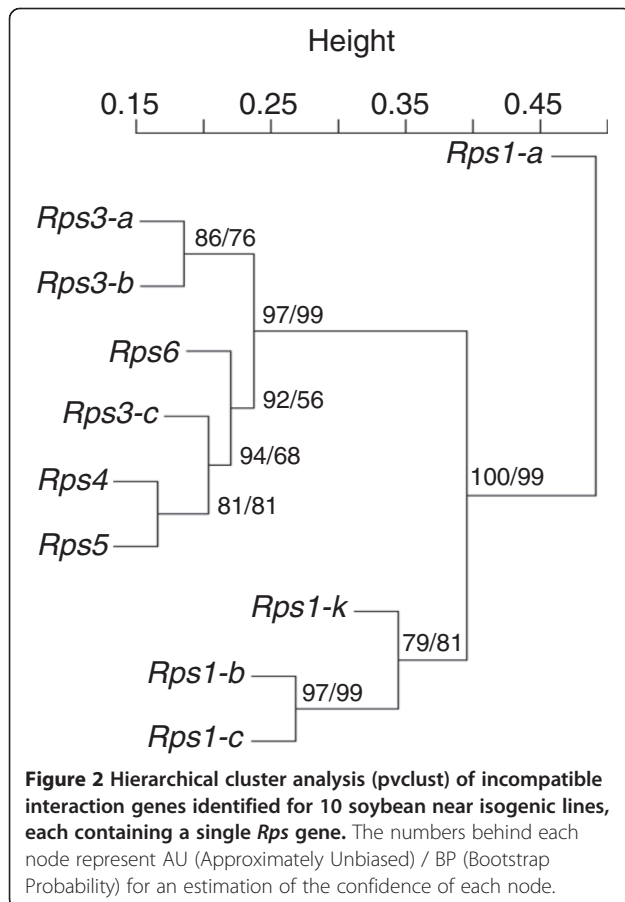 Height
0.15 0.25 0.35 0.45
Rps1-a
Rps3-a
86/76
Rps3-b
97/99
Rps6
92/56
Rps3-c
94/68
Rps4
100/99
81/81
Rps5
Rps1-k
79/81
Rps1-b
97/99
Rps1-c
Figure 2 Hierarchical cluster analysis (pvclust) of incompatible
interaction genes identified for 10 soybean near isogenic lines,
each containing a single Rps gene. The numbers behind each
node represent AU (Approximately Unbiased) / BP (Bootstrap
Probability) for an estimation of the confidence of each node.